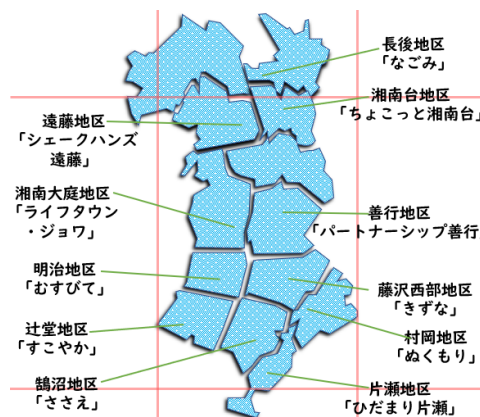 長後地区
「なごみ」
湘南台地区
「ちょこっと湘南台」
遠藤地区
「シェークハンズ
遠藤」
湘南大庭地区
「ライフタウン
・ジョワ」
善行地区
「パートナーシップ善行」
明治地区
「むすびて」
藤沢西部地区
「きずな」
辻堂地区
「すこやか」
村岡地区
「ぬくもり」
鵠沼地区
「ささえ」
片瀬地区
「ひだまり片瀬」